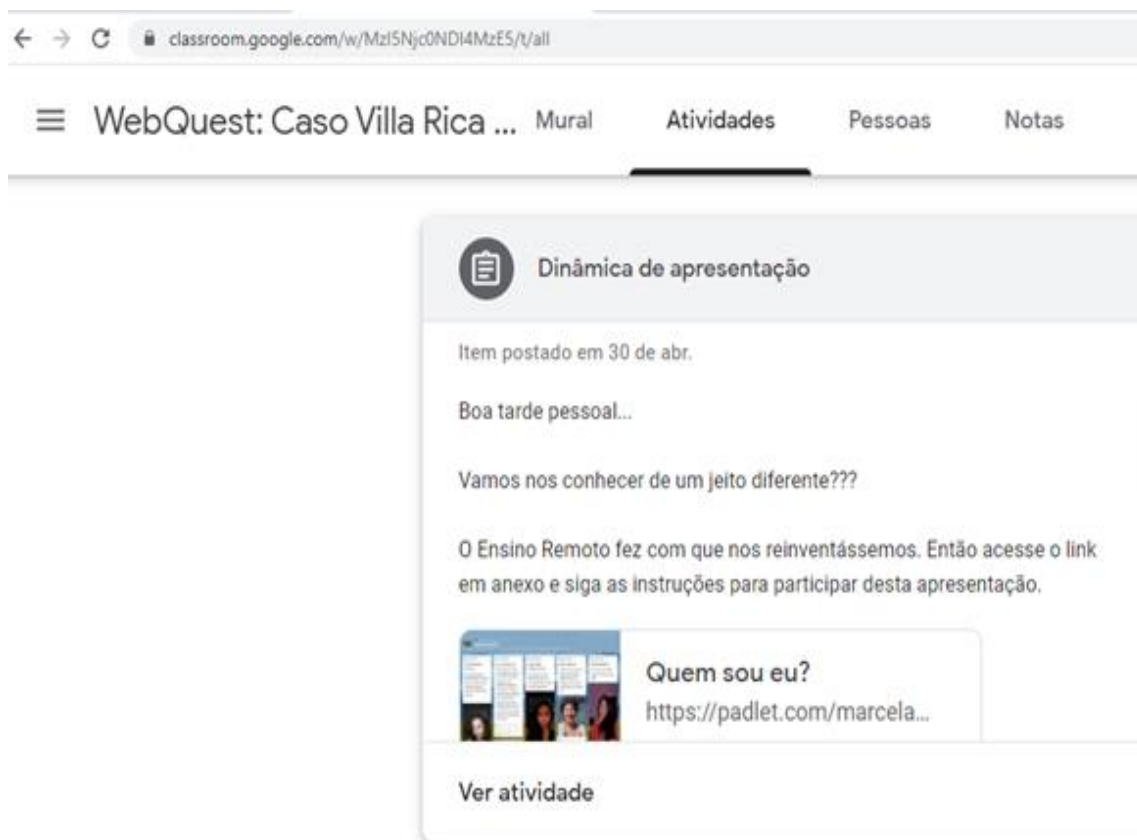 classroom.google.com/w/MzI5Njc0NDI4MzE5/t/all
WebQuest: Caso Villa Rica ... Mural Atividades Pessoas Notas
Dinâmica de apresentação
Item postado em 30 de abr.
Boa tarde pessoal...
Vamos nos conhecer de um jeito diferente???
O Ensino Remoto fez com que nos reinventássemos. Então acesse o link
em anexo e siga as instruções para participar desta apresentação.
Quem sou eu?
https://padlet.com/marcela...
Ver atividade